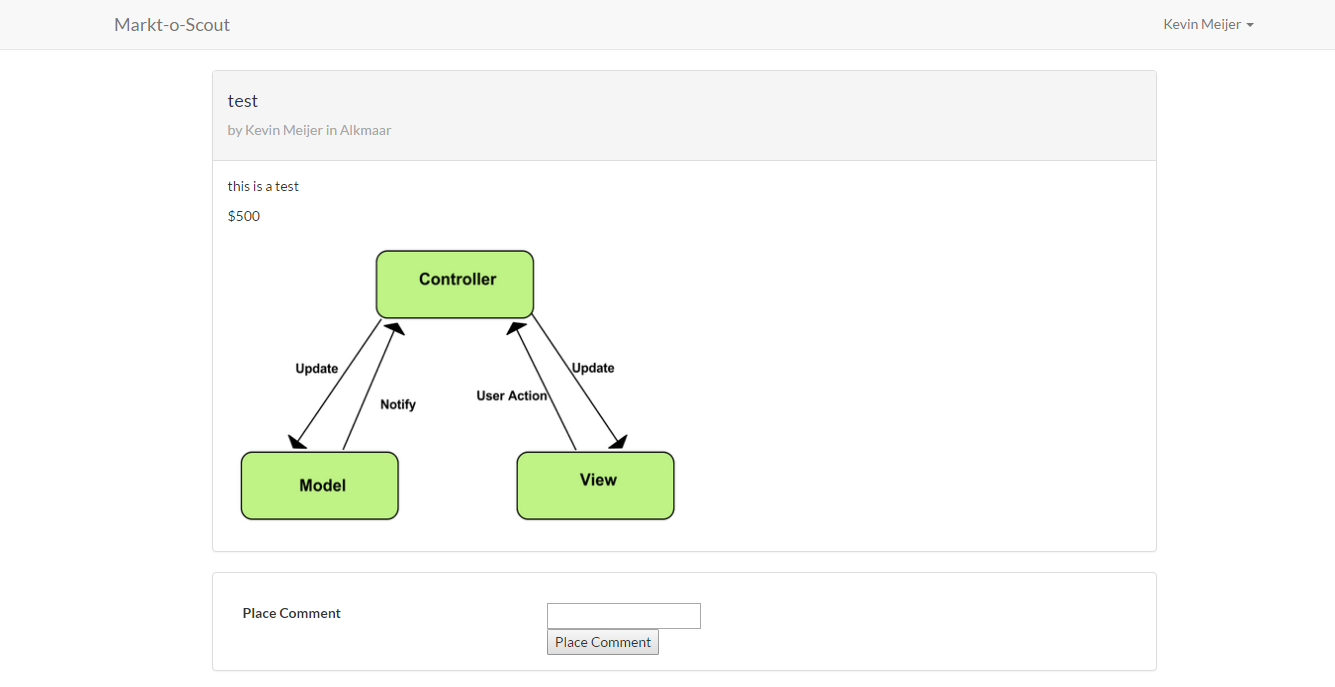 Markt-o-Scout
Kevin Meijer
test
by Kevin Meijer in Alkmaar
this is a test
$500
Controller
Update
Update
User Action
Notify
Model
View
Place Comment
Place Comment